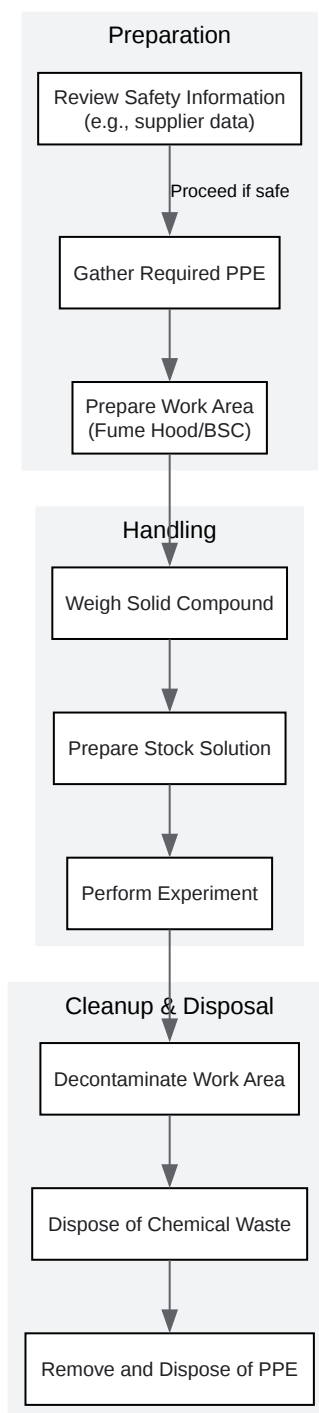 Preparation
Review Safety Information
(e.g., supplier data)
Proceed if safe
Gather Required PPE
Prepare Work Area
(Fume Hood/BSC)
Handling
Weigh Solid Compound
Prepare Stock Solution
Perform Experiment
Cleanup & Disposal
Decontaminate Work Area
Dispose of Chemical Waste
Remove and Dispose of PPE